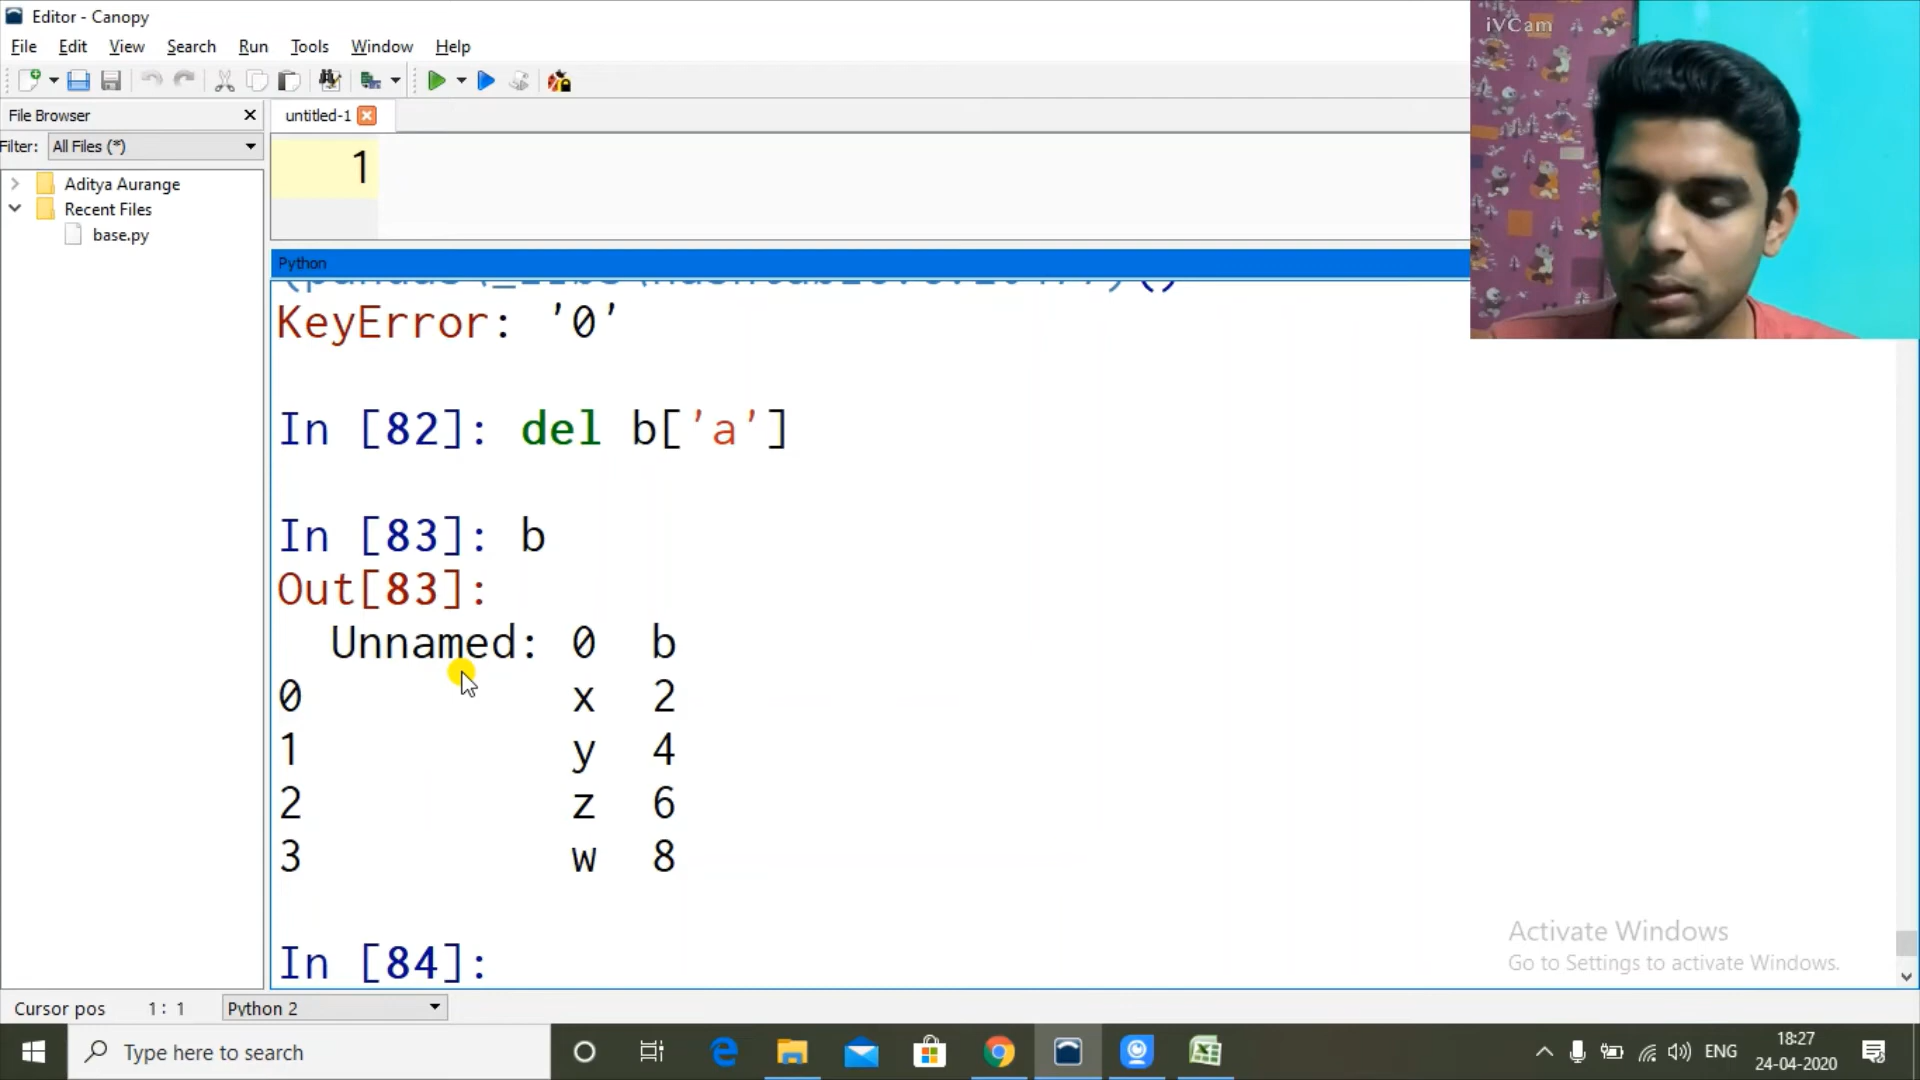 Editor - Canopy
File Edit View Search Run Tools Window Help
iVCam
File Browser
untitled-1
Filter: All Files (*)
1
Aditya Aurange
Recent Files
base.py
Python
KeyError: '0'
In [82]: del b['a']
In [83]: b
Out[83]:
Unnamed: 0 b
0 x 2
1 y 4
2 z 6
3 w 8
In [84]:
Activate Windows
Go to Settings to activate Windows.
Cursor pos 1 : 1 Python 2
Type here to search
ENG
18:27
24-04-2020